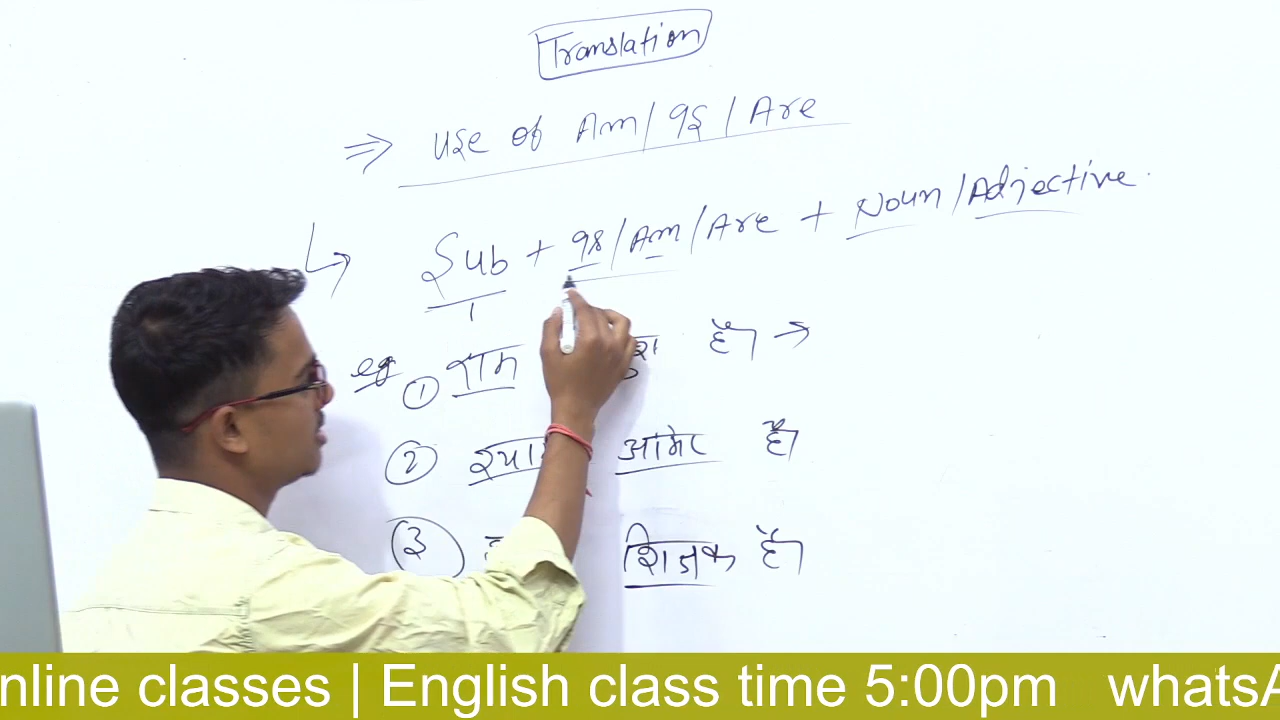 Translation
⇒ Use of Am/Is/Are
↳ Sub + Is/Am/Are + Noun/Adjective.
eg ① राम है। →
② आमेर है।
③ शिक्षक है।
nline classes | English class time 5:00pm whatsA